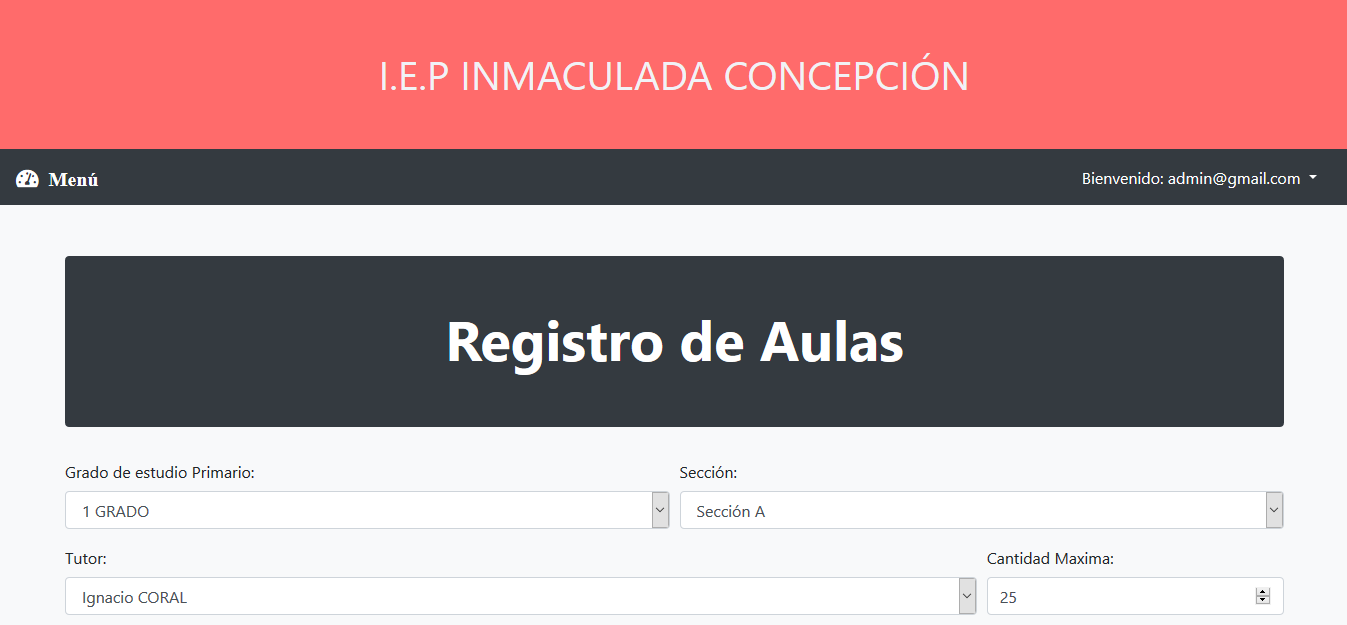 I.E.P INMACULADA CONCEPCIÓN
Menú
Bienvenido: admin@gmail.com
Registro de Aulas
Grado de estudio Primario:
Sección:
1 GRADO
Sección A
Tutor:
Cantidad Maxima:
Ignacio CORAL
25